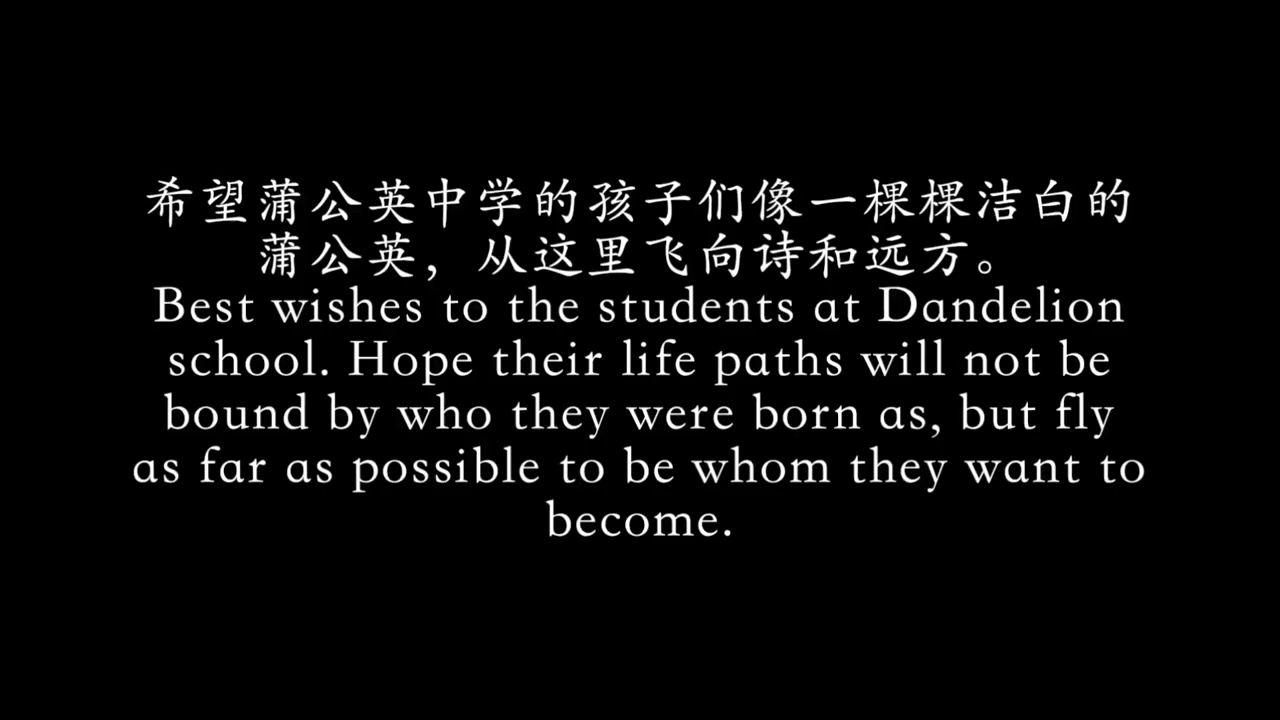 希望蒲公英中学的孩子们像一棵棵洁白的
蒲公英，从这里飞向诗和远方。
Best wishes to the students at Dandelion
school. Hope their life paths will not be
bound by who they were born as, but fly
as far as possible to be whom they want to
become.